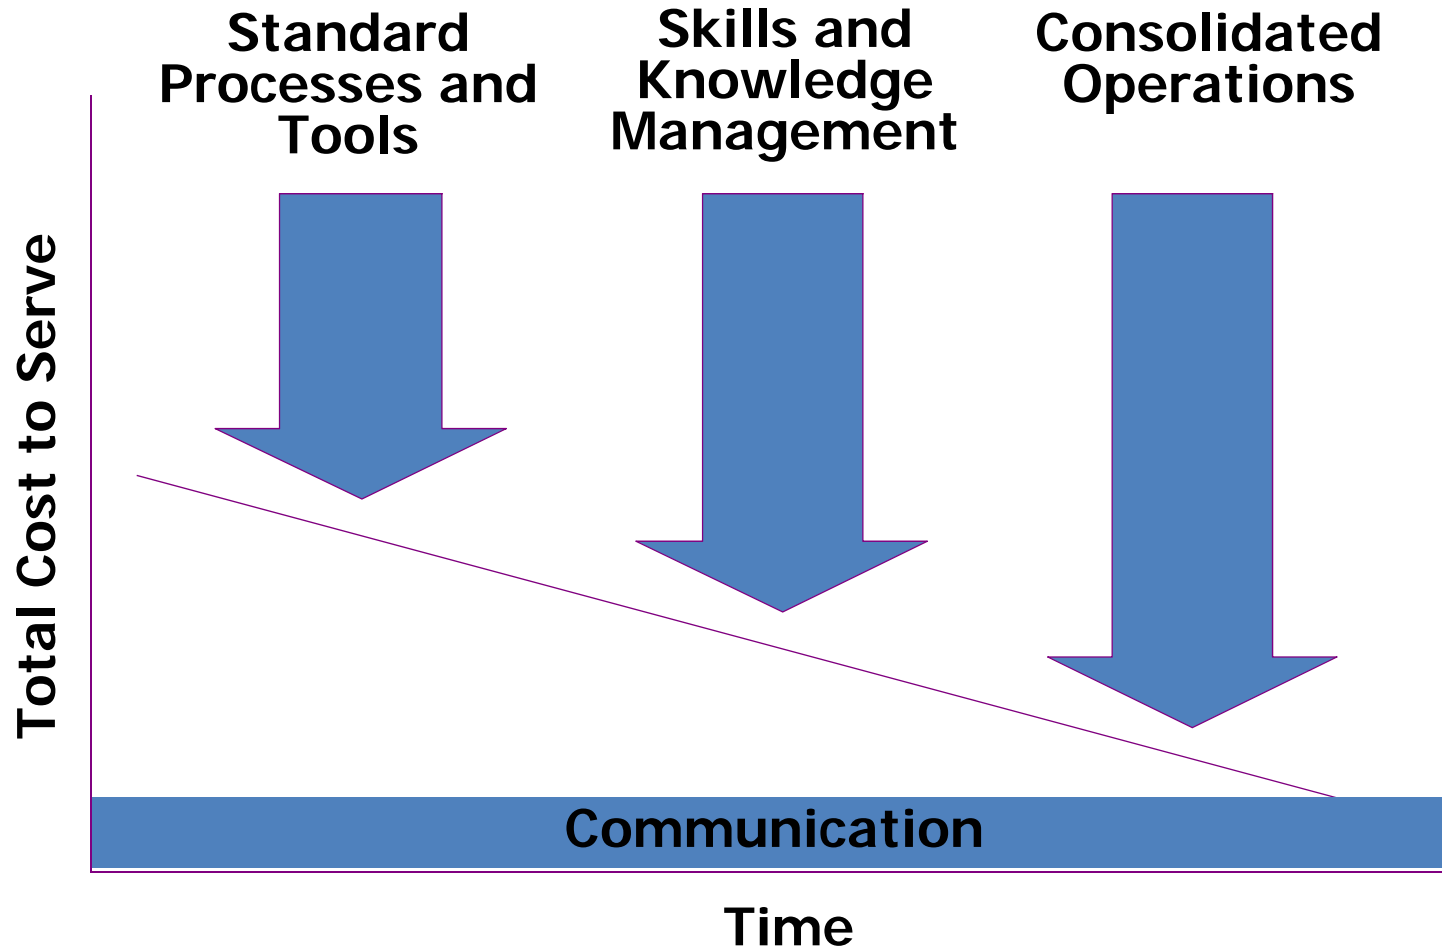 Standard
Processes and
Tools
Skills and
Knowledge
Management
Consolidated
Operations
Total Cost to Serve
Communication
Time